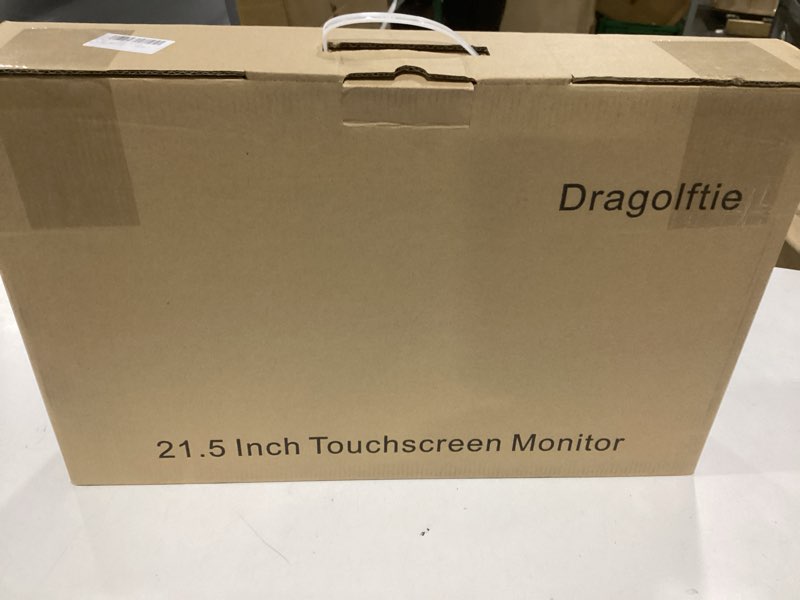 Dragolftie
21.5 Inch Touchscreen Monitor